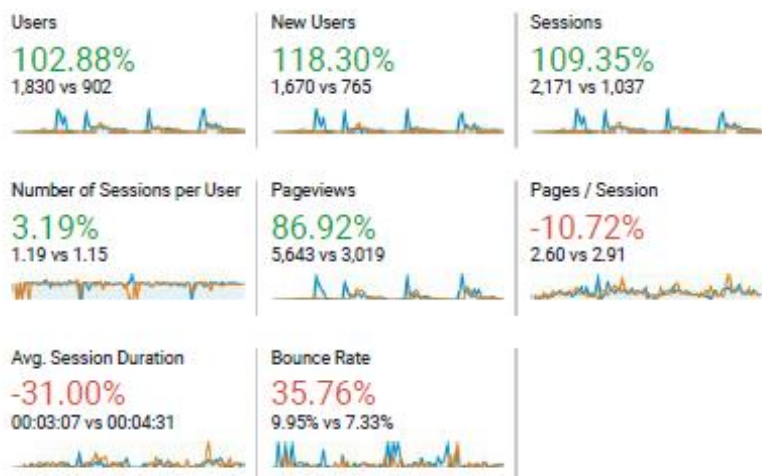 Users
102.88%
1,830 vs 902
New Users
118.30%
1,670 vs 765
Sessions
109.35%
2,171 vs 1,037
Number of Sessions per User
3.19%
1.19 vs 1.15
Pageviews
86.92%
5,643 vs 3,019
Pages / Session
-10.72%
2.60 vs 2.91
Avg. Session Duration
-31.00%
00:03:07 vs 00:04:31
Bounce Rate
35.76%
9.95% vs 7.33%